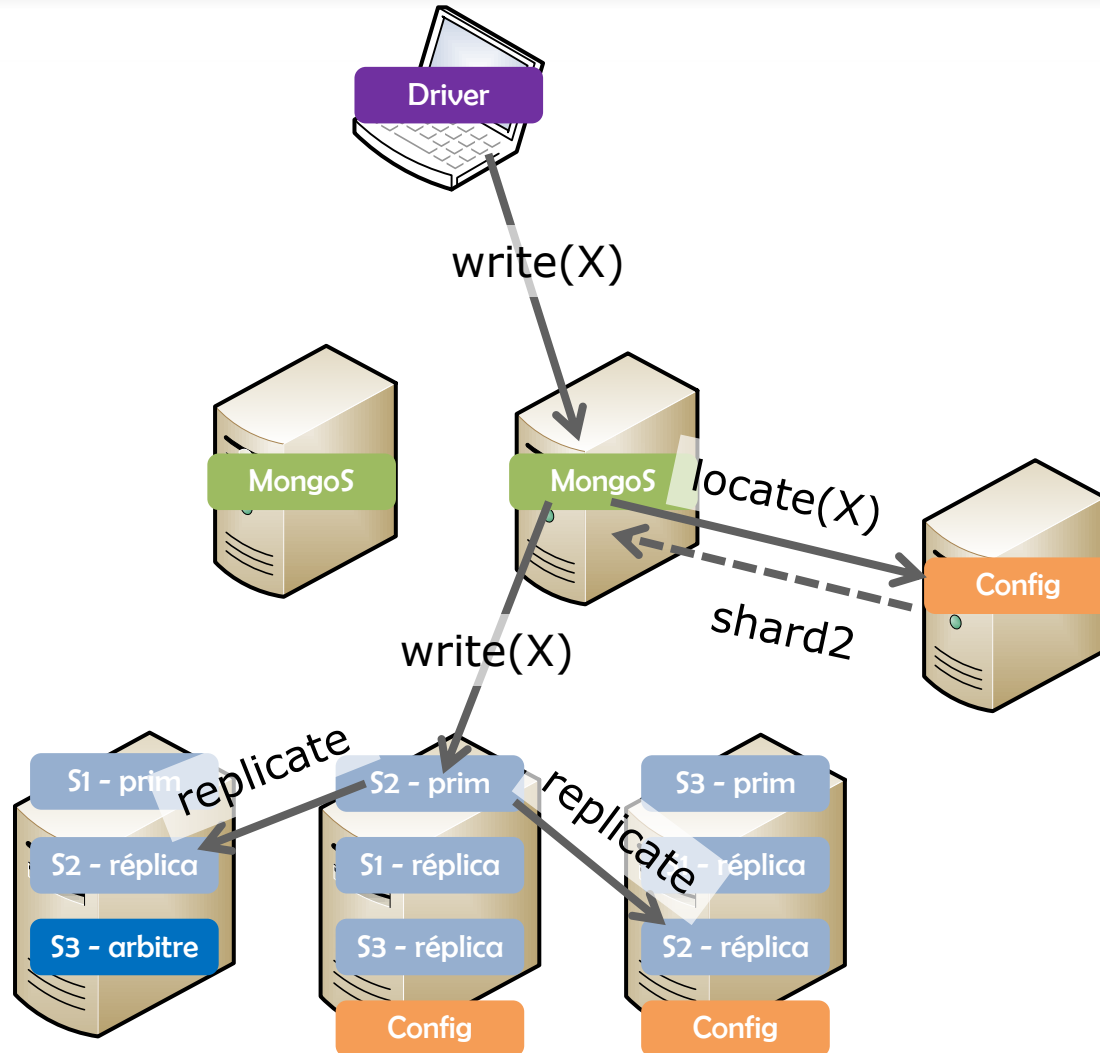 Driver
write(X)
MongoS
MongoS
locate(X)
Config
shard2
write(X)
S1 - prim
replicate
S2 - prim
replicate
S3 - prim
S2 - réplica
S1 - réplica
- réplica
S3 - arbitre
S3 - réplica
S2 - réplica
Config
Config